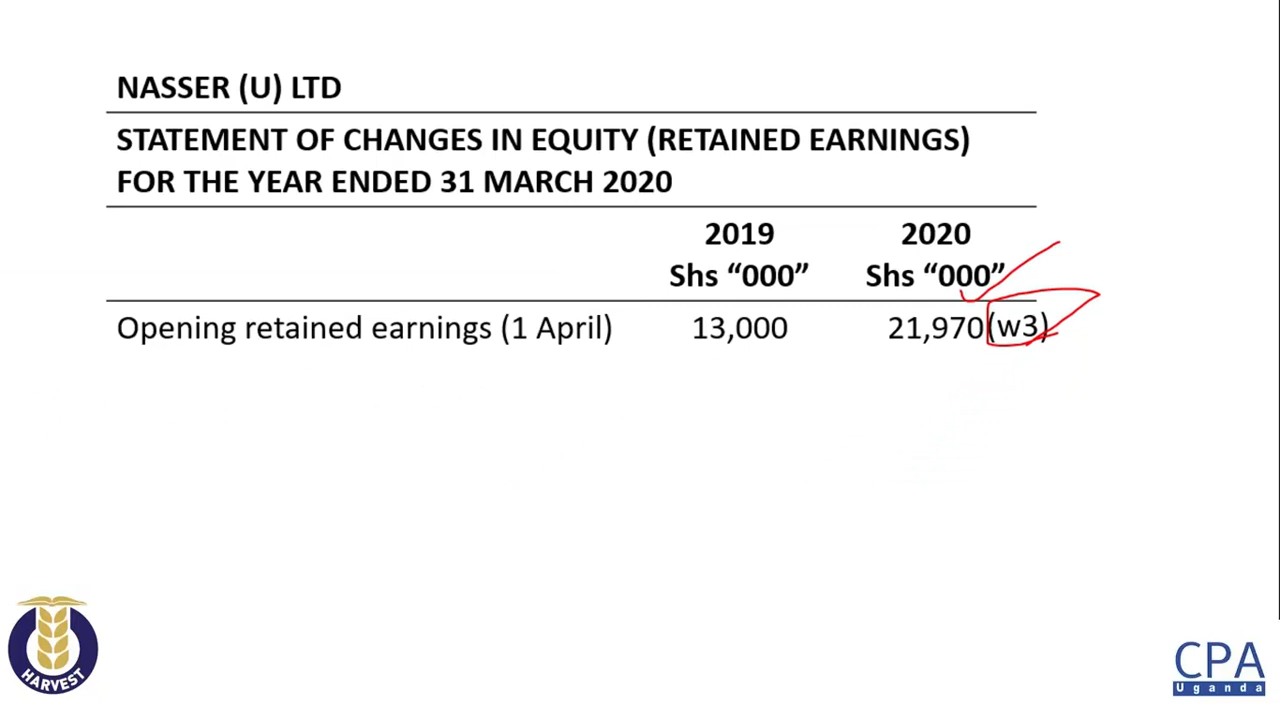 NASSER (U) LTD
STATEMENT OF CHANGES IN EQUITY (RETAINED EARNINGS)
FOR THE YEAR ENDED 31 MARCH 2020
2019 2020
Shs “000” Shs “000”
Opening retained earnings (1 April) 13,000 21,970 (w3)
HARVEST
CPA
Uganda